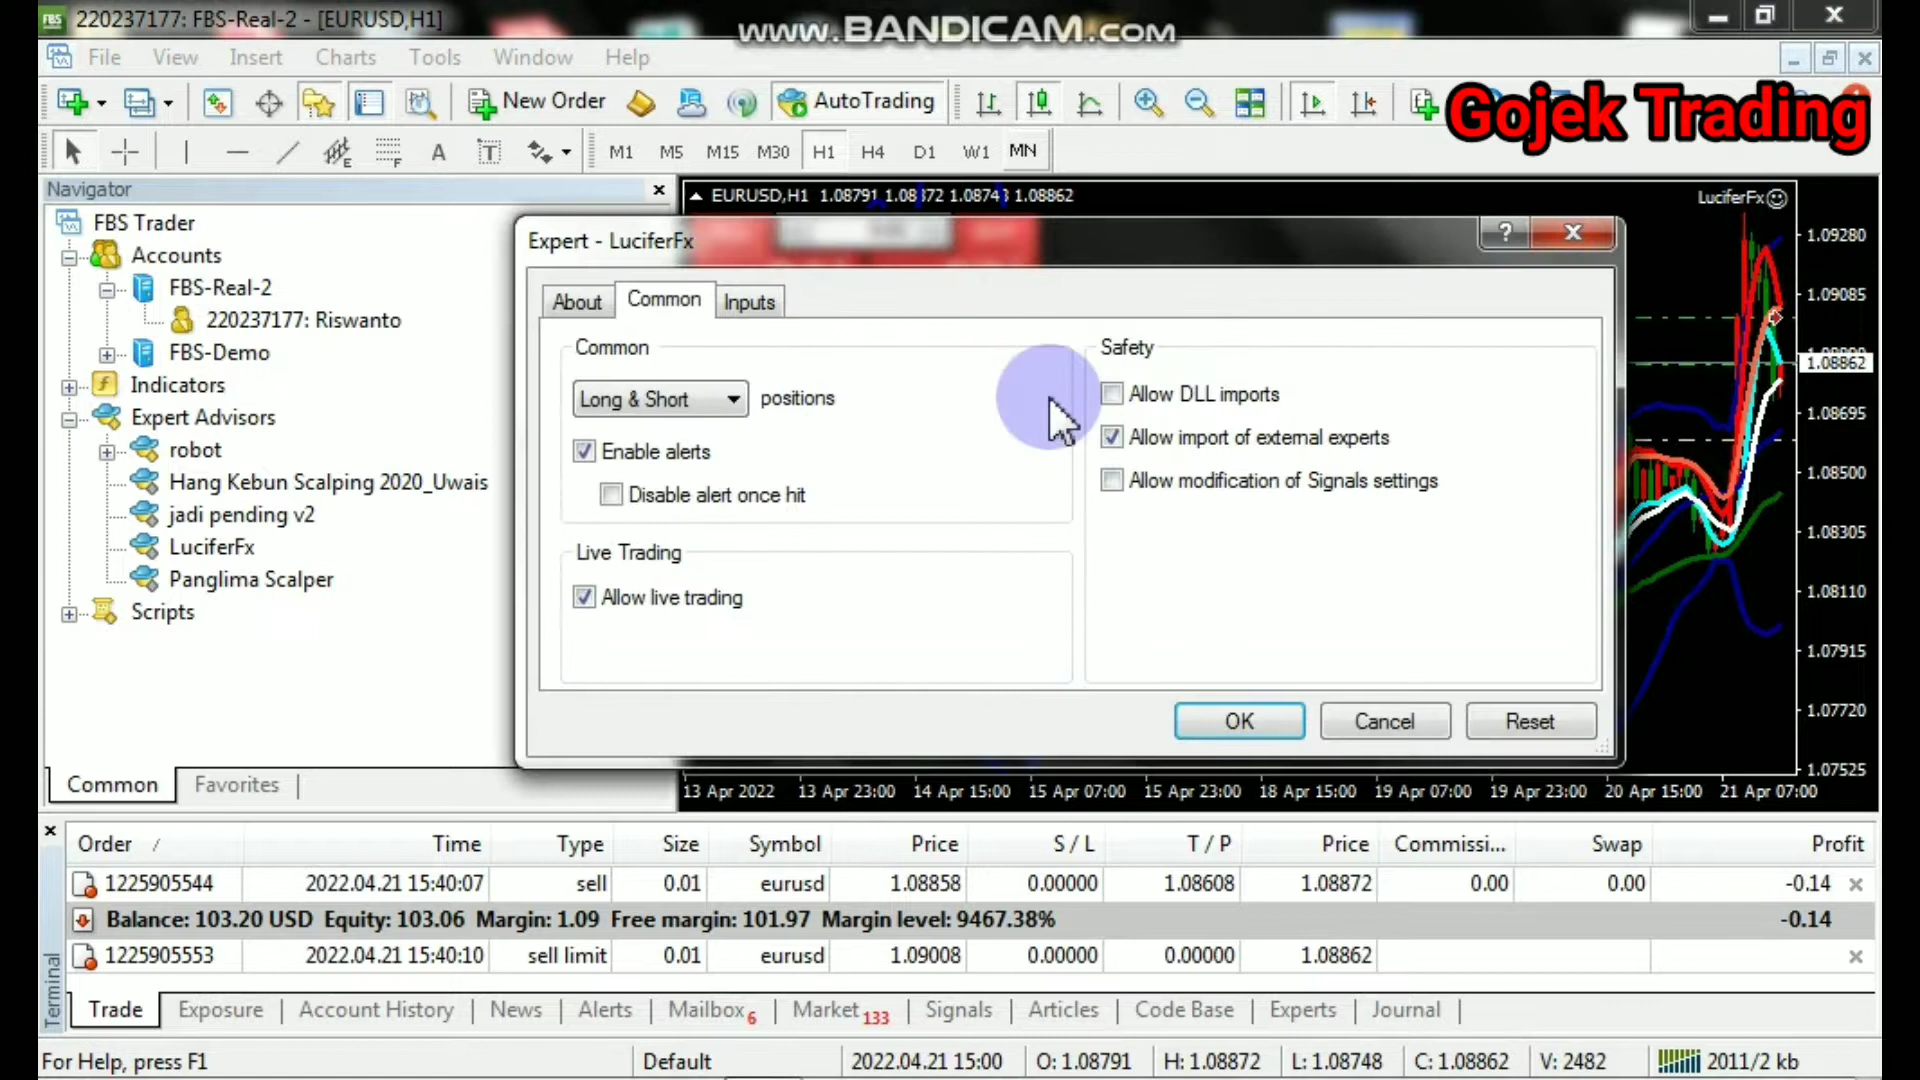 220237177: FBS-Real-2 - [EURUSD,H1]
www.BANDICAM.com
File View Insert Charts Tools Window Help
New Order AutoTrading
Gojek Trading
M1 M5 M15 M30 H1 H4 D1 W1 MN
Navigator
FBS Trader
Accounts
FBS-Real-2
220237177: Riswanto
FBS-Demo
Indicators
Expert Advisors
robot
Hang Kebun Scalping 2020_Uwais
jadi pending v2
LuciferFx
Panglima Scalper
Scripts
Common Favorites
EURUSD,H1 1.08791 1.08872 1.08748 1.08862
LuciferFx
Expert - LuciferFx
About Common Inputs
Common
Long & Short positions
Enable alerts
Disable alert once hit
Live Trading
Allow live trading
Safety
Allow DLL imports
Allow import of external experts
Allow modification of Signals settings
OK Cancel Reset
1.09280
1.09085
1.08862
1.08695
1.08500
1.08305
1.08110
1.07915
1.07720
1.07525
13 Apr 2022 13 Apr 23:00 14 Apr 15:00 15 Apr 07:00 15 Apr 23:00 18 Apr 15:00 19 Apr 07:00 19 Apr 23:00 20 Apr 15:00 21 Apr 07:00
Order / Time Type Size Symbol Price S / L T / P Price Commissi... Swap Profit
1225905544 2022.04.21 15:40:07 sell 0.01 eurusd 1.08858 0.00000 1.08608 1.08872 0.00 0.00 -0.14
Balance: 103.20 USD Equity: 103.06 Margin: 1.09 Free margin: 101.97 Margin level: 9467.38% -0.14
1225905553 2022.04.21 15:40:10 sell limit 0.01 eurusd 1.09008 0.00000 0.00000 1.08862
Terminal
Trade Exposure Account History News Alerts Mailbox 6 Market 133 Signals Articles Code Base Experts Journal
For Help, press F1 Default 2022.04.21 15:00 O: 1.08791 H: 1.08872 L: 1.08748 C: 1.08862 V: 2482 2011/2 kb